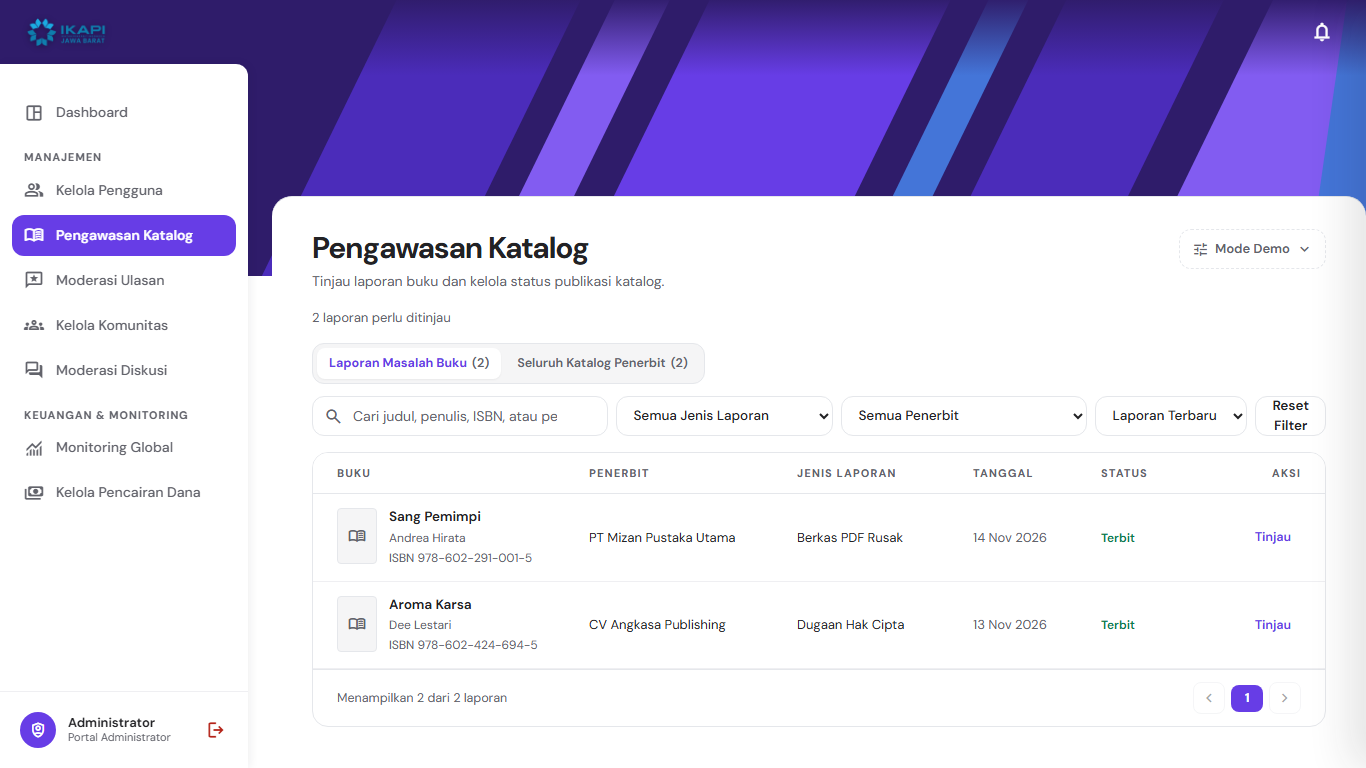 IKAPI
JAWA BARAT
Dashboard
MANAJEMEN
Kelola Pengguna
Pengawasan Katalog
Moderasi Ulasan
Kelola Komunitas
Moderasi Diskusi
KEUANGAN & MONITORING
Monitoring Global
Kelola Pencairan Dana
Administrator
Portal Administrator
Pengawasan Katalog
Mode Demo
Tinjau laporan buku dan kelola status publikasi katalog.
2 laporan perlu ditinjau
Laporan Masalah Buku (2) Seluruh Katalog Penerbit (2)
Cari judul, penulis, ISBN, atau pe Semua Jenis Laporan Semua Penerbit Laporan Terbaru Reset
Filter
BUKU PENERBIT JENIS LAPORAN TANGGAL STATUS AKSI
Sang Pemimpi
Andrea Hirata
ISBN 978-602-291-001-5
PT Mizan Pustaka Utama Berkas PDF Rusak 14 Nov 2026 Terbit Tinjau
Aroma Karsa
Dee Lestari
ISBN 978-602-424-694-5
CV Angkasa Publishing Dugaan Hak Cipta 13 Nov 2026 Terbit Tinjau
Menampilkan 2 dari 2 laporan
1